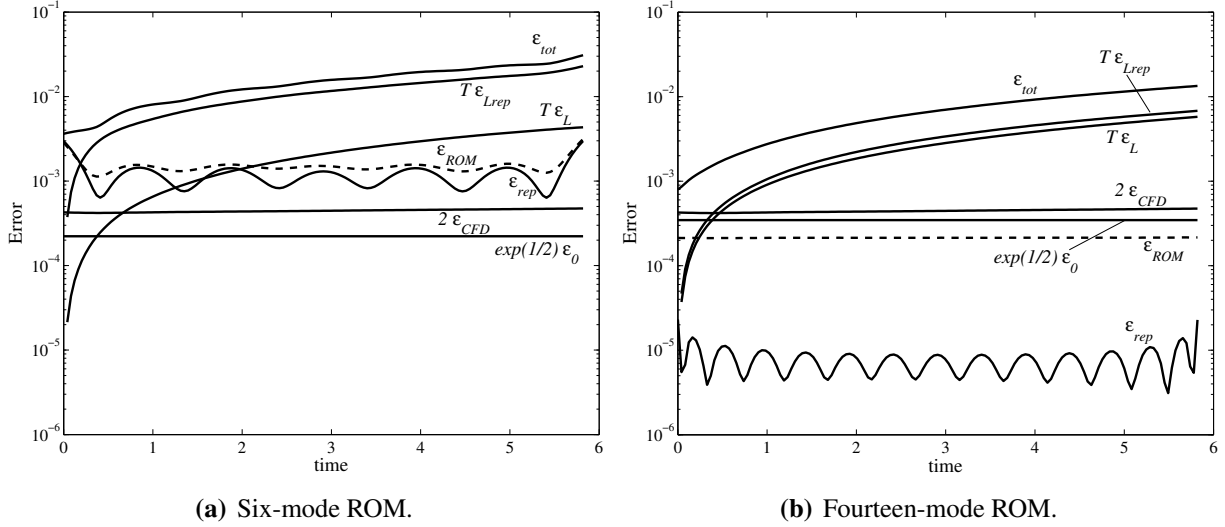 10⁻¹
10⁻²
10⁻³
10⁻⁴
10⁻⁵
10⁻⁶
Error
0 1 2 3 4 5 6
time
ε_tot
T ε_Lrep
T ε_L
ε_ROM
ε_rep
2 ε_CFD
exp(1/2) ε_0
(a) Six-mode ROM.
10⁻¹
10⁻²
10⁻³
10⁻⁴
10⁻⁵
10⁻⁶
Error
0 1 2 3 4 5 6
time
T ε_Lrep
ε_tot
T ε_L
2 ε_CFD
exp(1/2) ε_0
ε_ROM
ε_rep
(b) Fourteen-mode ROM.